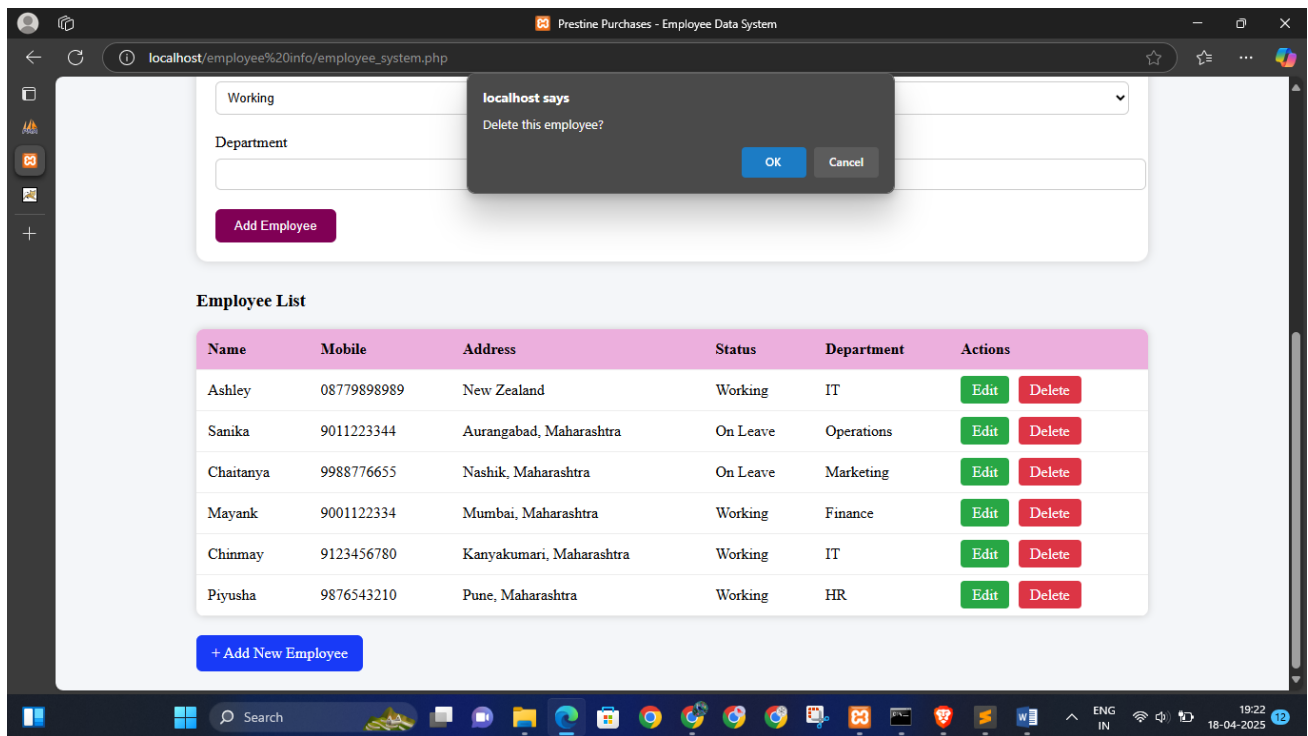 Prestine Purchases - Employee Data System
localhost/employee%20info/employee_system.php
localhost says
Delete this employee?
OK Cancel
Working
Department
Add Employee
Employee List
Name Mobile Address Status Department Actions
Ashley 08779898989 New Zealand Working IT Edit Delete
Sanika 9011223344 Aurangabad, Maharashtra On Leave Operations Edit Delete
Chaitanya 9988776655 Nashik, Maharashtra On Leave Marketing Edit Delete
Mayank 9001122334 Mumbai, Maharashtra Working Finance Edit Delete
Chinmay 9123456780 Kanyakumari, Maharashtra Working IT Edit Delete
Piyusha 9876543210 Pune, Maharashtra Working HR Edit Delete
+ Add New Employee
Search
ENG
IN
19:22
18-04-2025
12